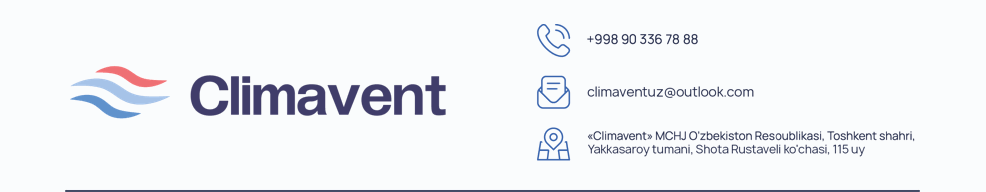 Climavent
+998 90 336 78 88
climaventuz@outlook.com
«Climavent» MCHJ O'zbekiston Resoublikasi, Toshkent shahri,
Yakkasaroy tumani, Shota Rustaveli ko'chasi, 115 uy